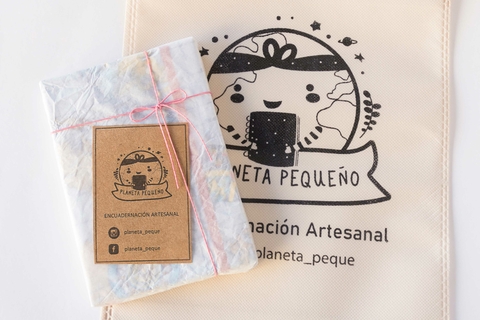 PLANETA PEQUEÑO
ENCUADERNACIÓN ARTESANAL
planeta_peque
planeta_peque
NETA PEQUEÑO
nación Artesanal
planeta_peque